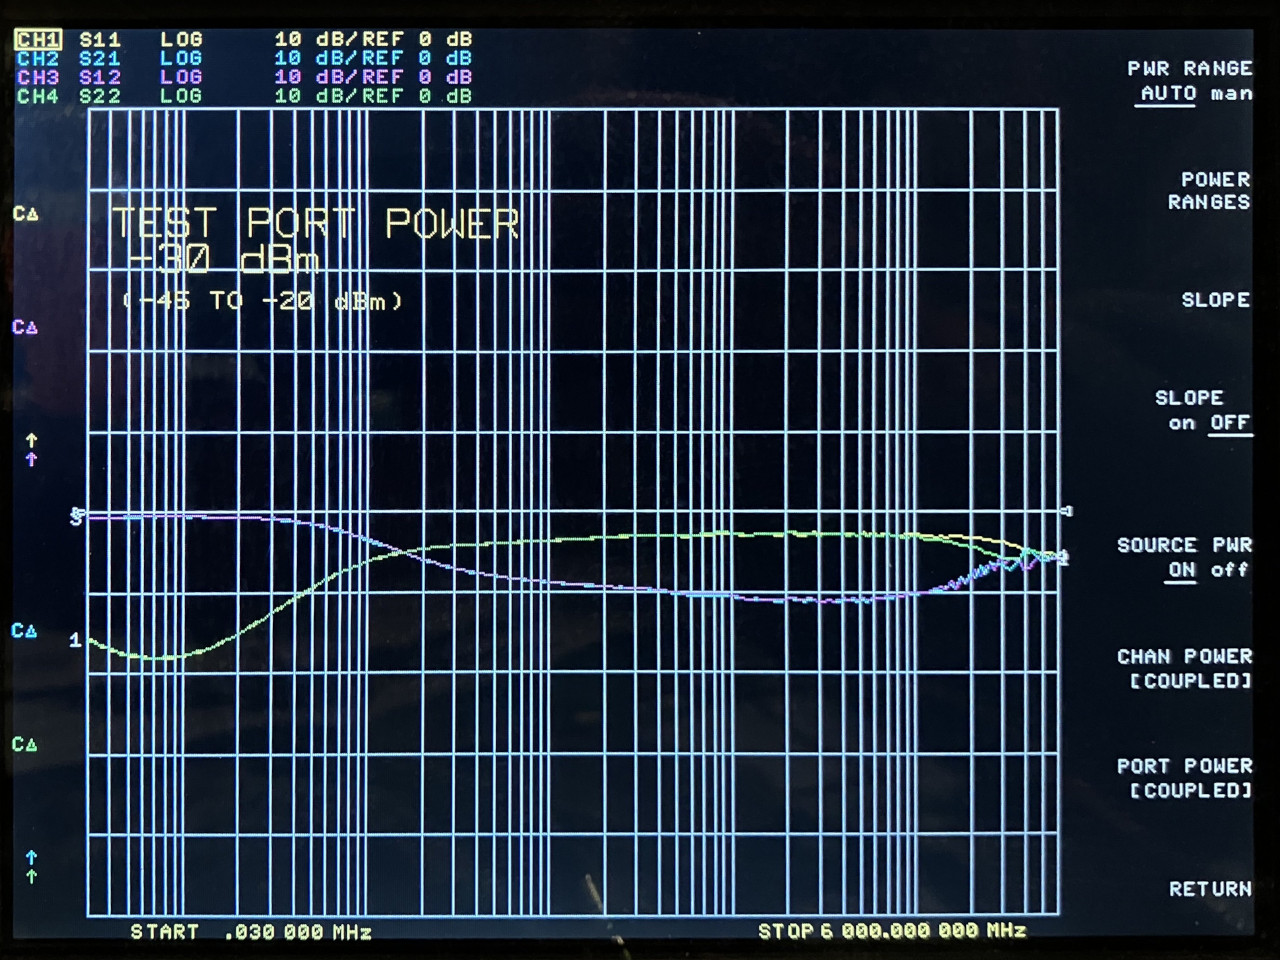 CH1 S11 LOG 10 dB/REF 0 dB
CH2 S21 LOG 10 dB/REF 0 dB
CH3 S12 LOG 10 dB/REF 0 dB
CH4 S22 LOG 10 dB/REF 0 dB
PWR RANGE
AUTO man
POWER
RANGES
SLOPE
SLOPE
on OFF
SOURCE PWR
ON off
CHAN POWER
[COUPLED]
PORT POWER
[COUPLED]
RETURN
TEST PORT POWER
-30 dBm
(-45 TO -20 dBm)
C∆
C∆
↑
↑
C∆
C∆
↑
↑
1
START .030 000 MHz
STOP 6 000.000 000 MHz